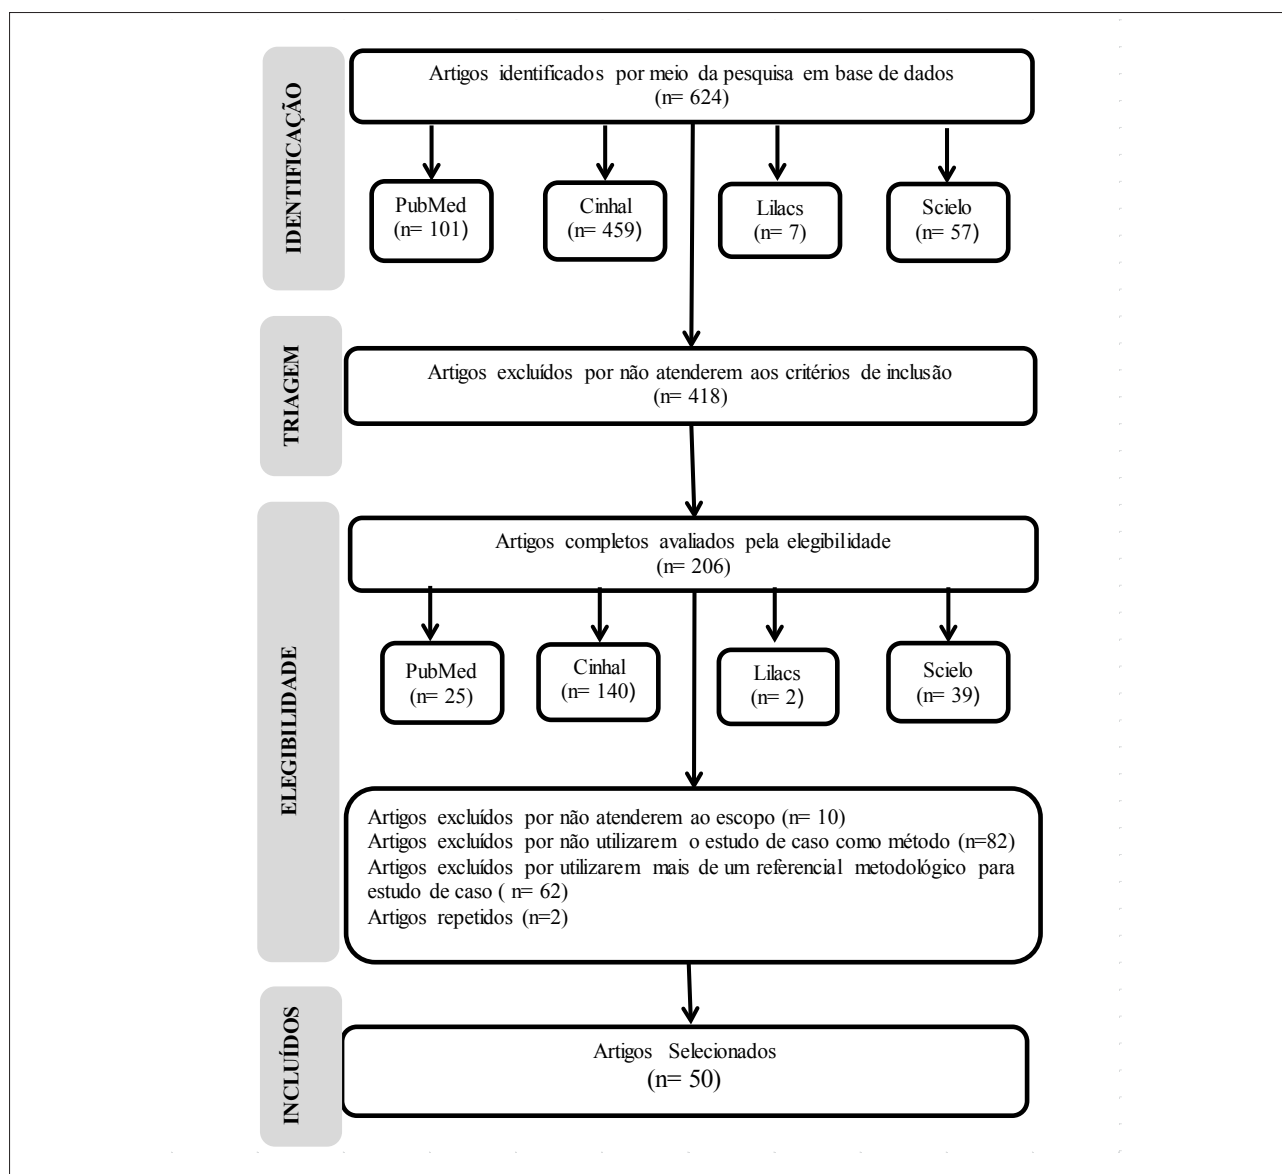 IDENTIFICAÇÃO
Artigos identificados por meio da pesquisa em base de dados
(n= 624)
PubMed
(n= 101)
Cinhal
(n= 459)
Lilacs
(n= 7)
Scielo
(n= 57)
TRIAGEM
Artigos excluídos por não atenderem aos critérios de inclusão
(n= 418)
ELEGIBILIDADE
Artigos completos avaliados pela elegibilidade
(n= 206)
PubMed
(n= 25)
Cinhal
(n= 140)
Lilacs
(n= 2)
Scielo
(n= 39)
Artigos excluídos por não atenderem ao escopo (n= 10)
Artigos excluídos por não utilizarem o estudo de caso como método (n=82)
Artigos excluídos por utilizarem mais de um referencial metodológico para
estudo de caso ( n= 62)
Artigos repetidos (n=2)
INCLUÍDOS
Artigos Selecionados
(n= 50)